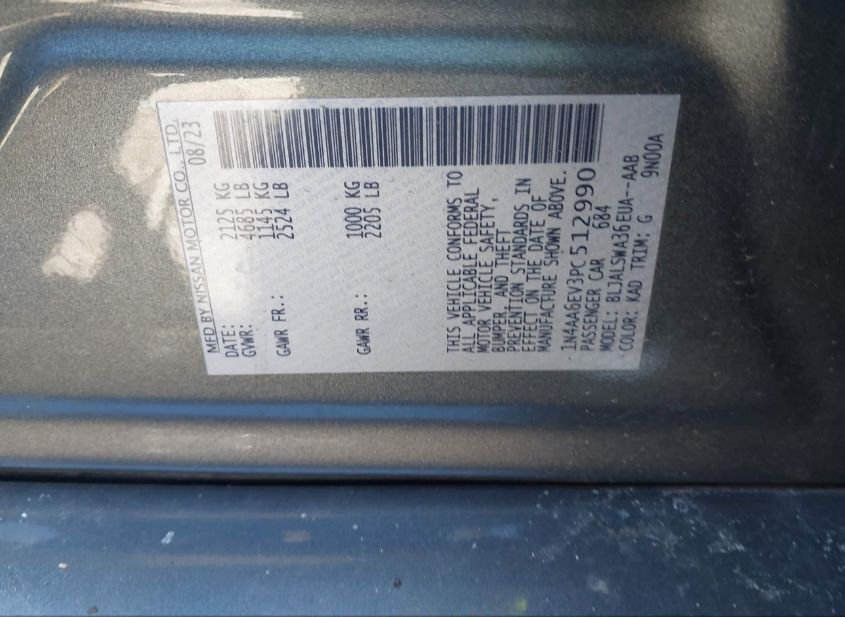 MFD BY NISSAN MOTOR CO., LTD.
DATE: 08/23
GVWR: 2125 KG
4685 LB
GAWR FR.: 1145 KG
2524 LB
GAWR RR.: 1000 KG
2205 LB
THIS VEHICLE CONFORMS TO
ALL APPLICABLE FEDERAL
MOTOR VEHICLE SAFETY,
BUMPER, AND THEFT
PREVENTION STANDARDS IN
EFFECT ON THE DATE OF
MANUFACTURE SHOWN ABOVE.
1N4AA6EV3PC512990
PASSENGER CAR 684
MODEL: BLJALSWA36EUA--AAB
COLOR: KAD TRIM: G 9N00A